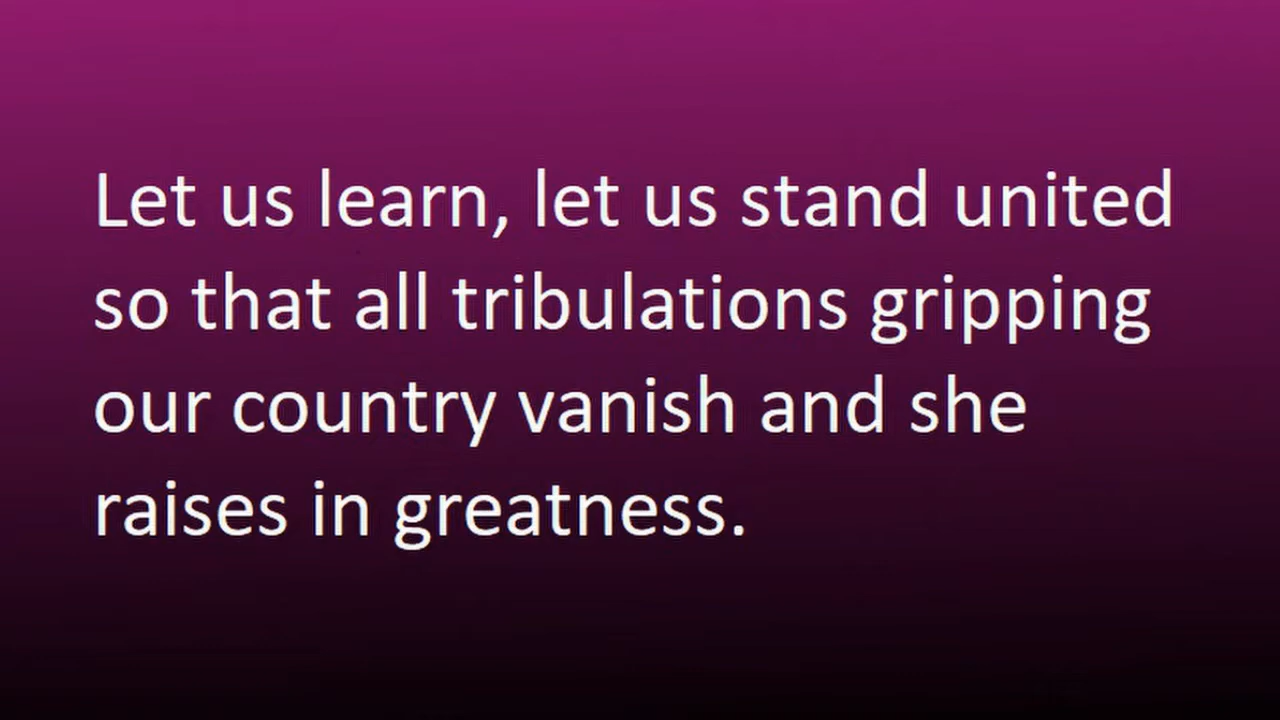 Let us learn, let us stand united
so that all tribulations gripping
our country vanish and she
raises in greatness.